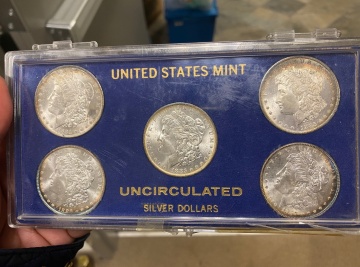 UNITED STATES MINT
UNCIRCULATED
SILVER DOLLARS